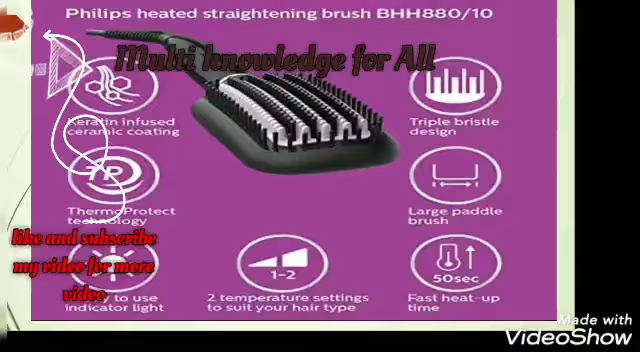 Philips heated straightening brush BHH880/10
Multi knowledge for All
Keratin infused
ceramic coating
Triple bristle
design
TP
ThermoProtect
technology
Large paddle
brush
like and subscribe
my video for more
video
to use
indicator light
1-2
2 temperature settings
to suit your hair type
50sec
Fast heat-up
time
Made with
VideoShow